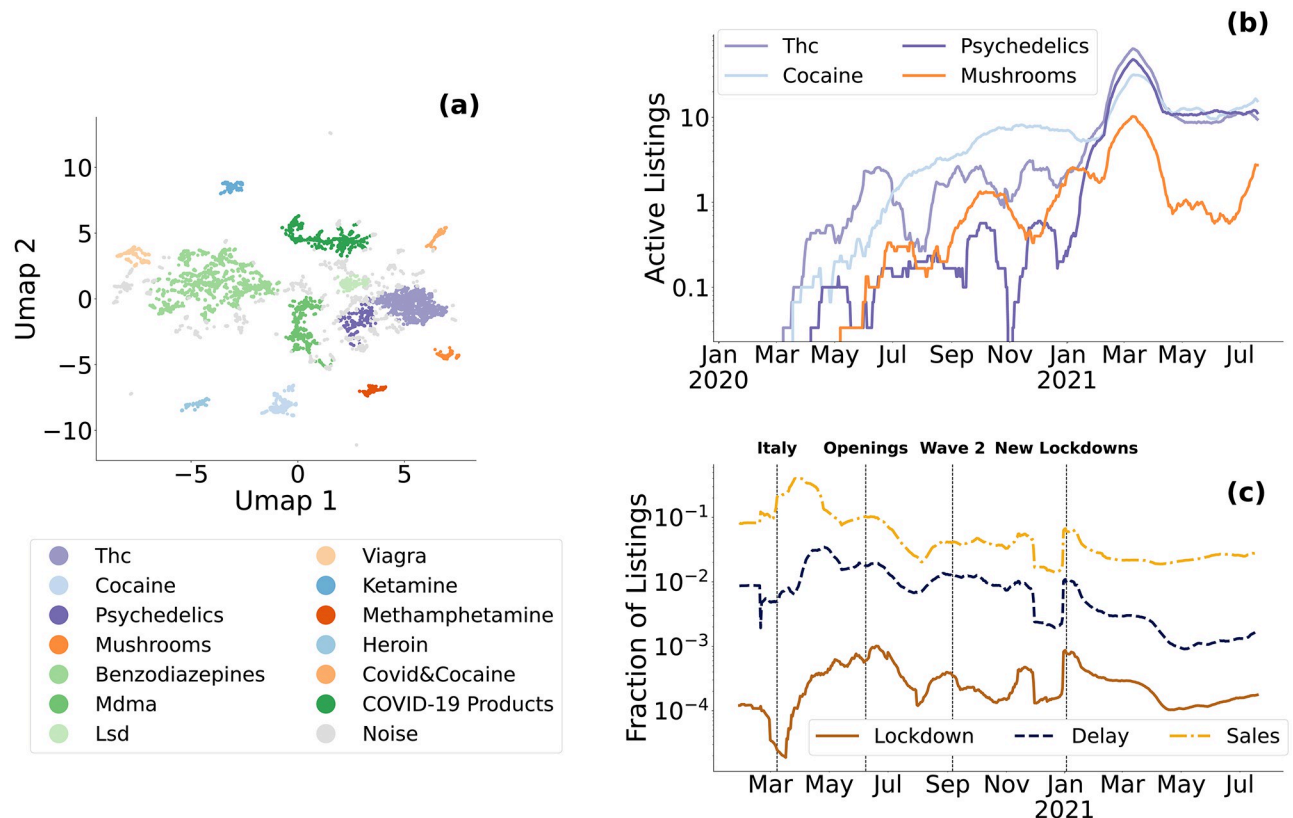 (a)
10
5
0
−5
−10
Umap 2
−5 0 5
Umap 1
Thc
Cocaine
Psychedelics
Mushrooms
Benzodiazepines
Mdma
Lsd
Viagra
Ketamine
Methamphetamine
Heroin
Covid&Cocaine
COVID-19 Products
Noise
(b)
Thc
Cocaine
Psychedelics
Mushrooms
Active Listings
10
1
0.1
Jan Mar May Jul Sep Nov Jan Mar May Jul
2020 2021
Italy Openings Wave 2 New Lockdowns
(c)
Fraction of Listings
10−1
10−2
10−3
10−4
Lockdown Delay Sales
Mar May Jul Sep Nov Jan Mar May Jul
2021